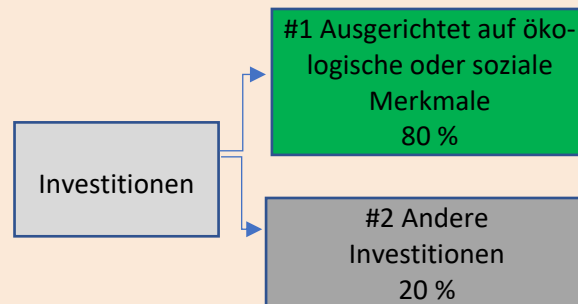 #1 Ausgerichtet auf öko-
logische oder soziale
Merkmale
80 %
Investitionen
#2 Andere
Investitionen
20 %